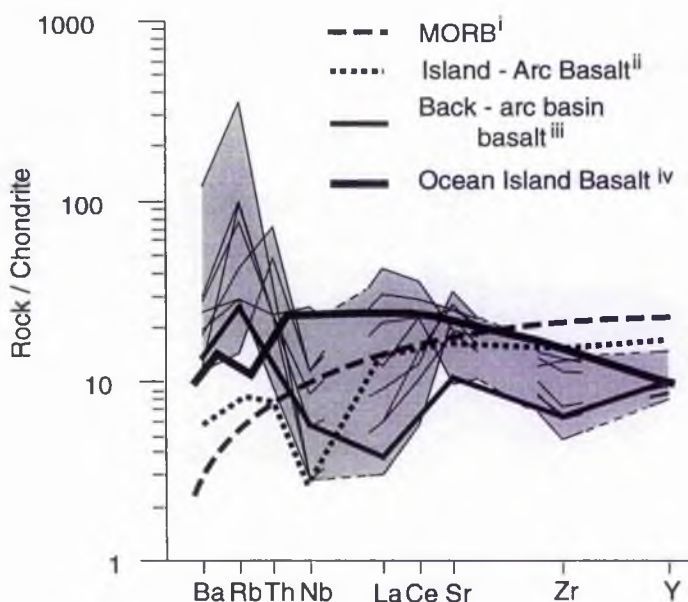 1000
100
10
1
Rock / Chondrite
MORB i
Island - Arc Basalt ii
Back - arc basin
basalt iii
Ocean Island Basalt iv
Ba Rb Th Nb La Ce Sr Zr Y